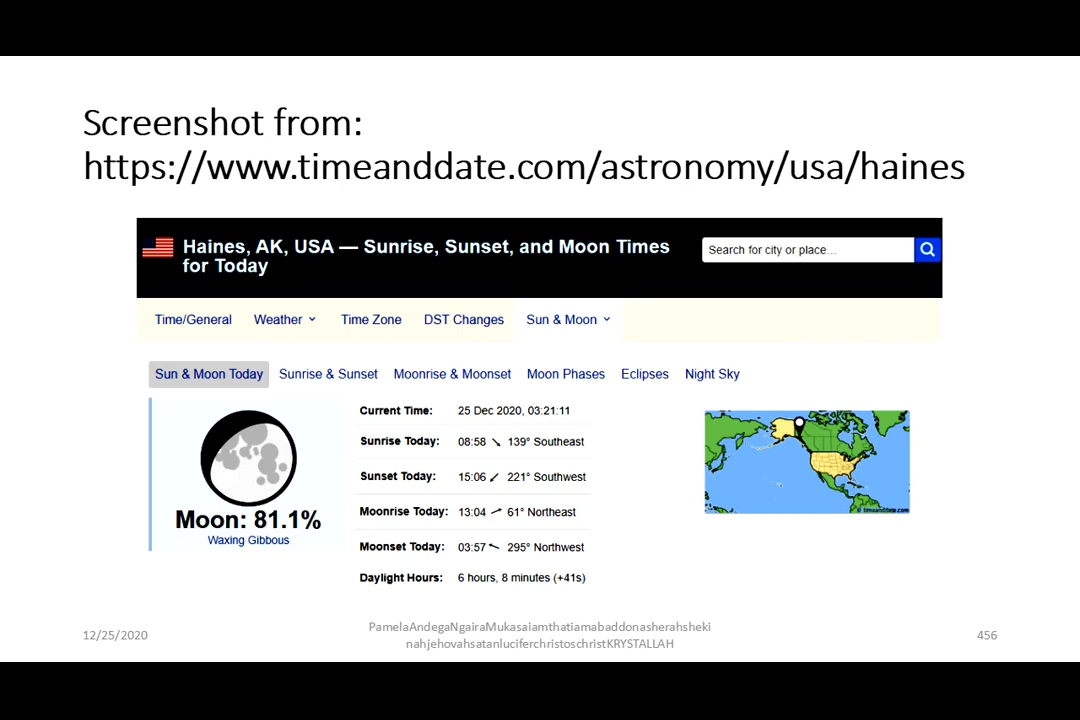 Screenshot from:
https://www.timeanddate.com/astronomy/usa/haines
Haines, AK, USA — Sunrise, Sunset, and Moon Times
for Today
Search for city or place...
Time/General Weather Time Zone DST Changes Sun & Moon
Sun & Moon Today Sunrise & Sunset Moonrise & Moonset Moon Phases Eclipses Night Sky
Current Time: 25 Dec 2020, 03:21:11
Sunrise Today: 08:58 ↘ 139° Southeast
Sunset Today: 15:06 ↙ 221° Southwest
Moonrise Today: 13:04 → 61° Northeast
Moonset Today: 03:57 ← 295° Northwest
Daylight Hours: 6 hours, 8 minutes (+41s)
Moon: 81.1%
Waxing Gibbous
© timeanddate.com
12/25/2020
PamelaAndegaNgairaMukasaiamthatiamabaddonasherahsheki
nahjehovahsatanluciferchristoschristKRYSTALLAH
456